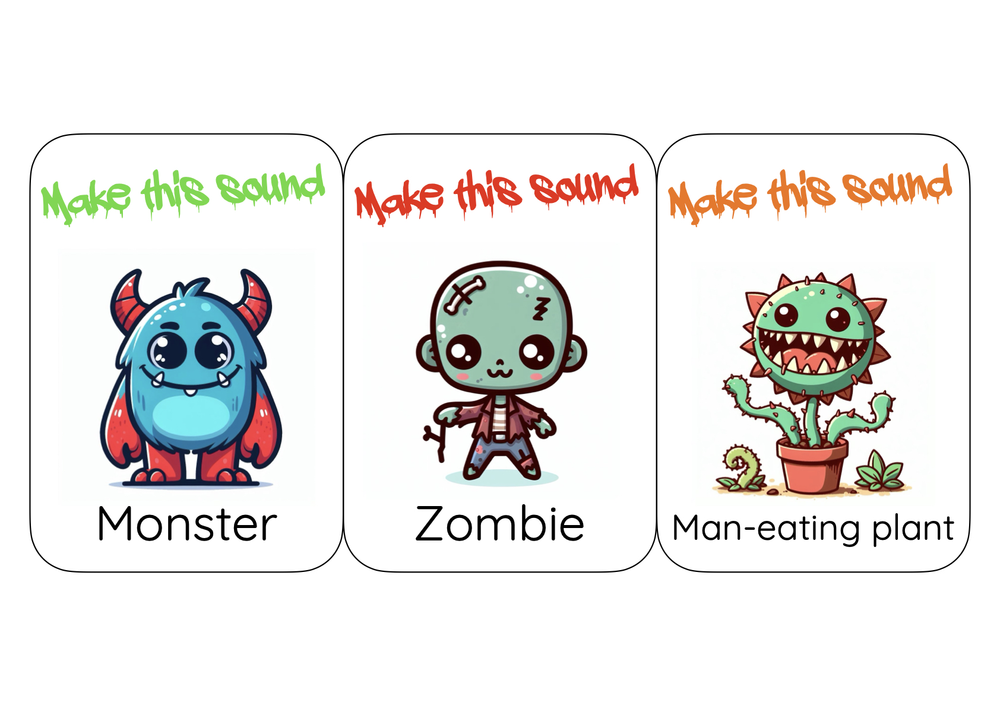 Make this sound
Monster
Make this sound
Zombie
Make this sound
Man-eating plant